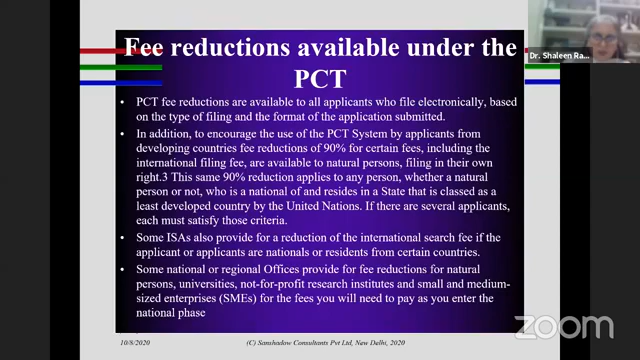 Fee reductions available under the
PCT
Dr. Shaleen Ra...
• PCT fee reductions are available to all applicants who file electronically, based
on the type of filing and the format of the application submitted.
• In addition, to encourage the use of the PCT System by applicants from
developing countries fee reductions of 90% for certain fees, including the
international filing fee, are available to natural persons, filing in their own
right.3 This same 90% reduction applies to any person, whether a natural
person or not, who is a national of and resides in a State that is classed as a
least developed country by the United Nations. If there are several applicants,
each must satisfy those criteria.
• Some ISAs also provide for a reduction of the international search fee if the
applicant or applicants are nationals or residents from certain countries.
• Some national or regional Offices provide for fee reductions for natural
persons, universities, not-for-profit research institutes and small and medium-
sized enterprises (SMEs) for the fees you will need to pay as you enter the
national phase
10/8/2020
(C) Sanshadow Consultants Pvt Ltd, New Delhi, 2020
zoom